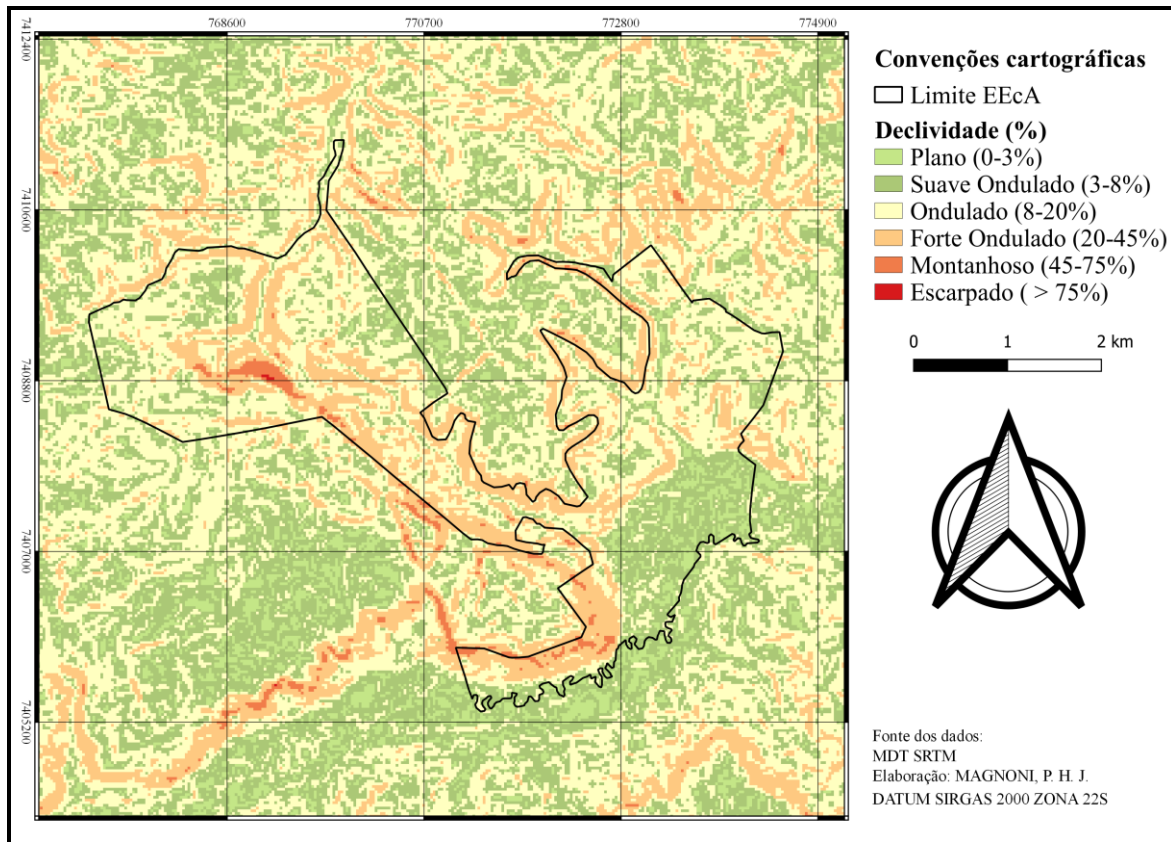 768600
770700
772800
774900
7412400
7410600
7408800
7407000
7405200
Convenções cartográficas
Limite EEcA
Declividade (%)
Plano (0-3%)
Suave Ondulado (3-8%)
Ondulado (8-20%)
Forte Ondulado (20-45%)
Montanhoso (45-75%)
Escarpado ( > 75%)
0 1 2 km
Fonte dos dados:
MDT SRTM
Elaboração: MAGNONI, P. H. J.
DATUM SIRGAS 2000 ZONA 22S